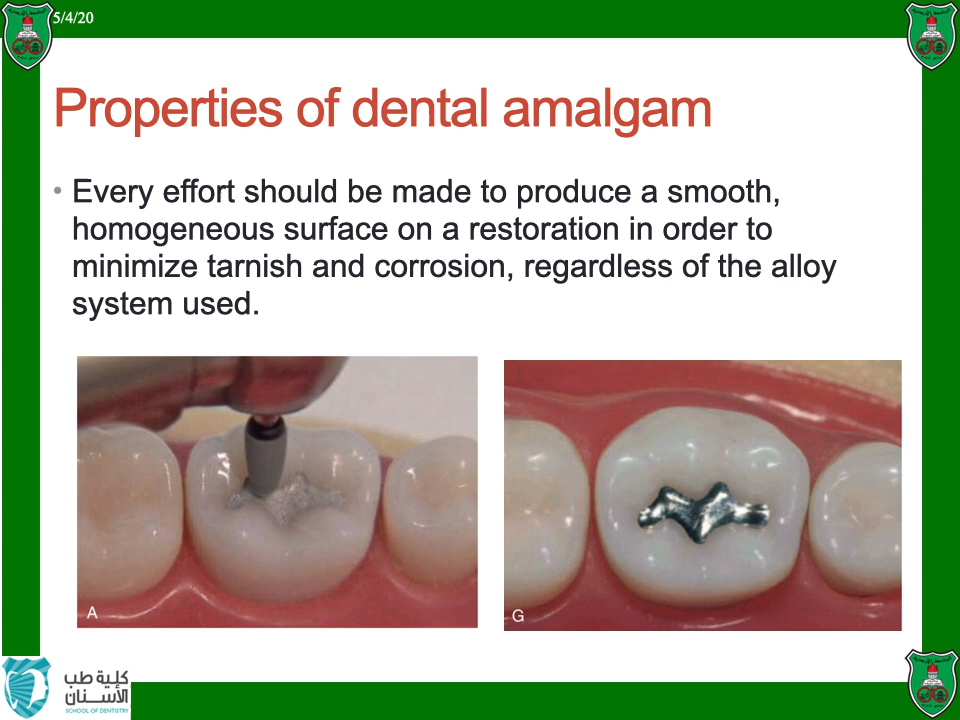 5/4/20
Properties of dental amalgam
• Every effort should be made to produce a smooth,
homogeneous surface on a restoration in order to
minimize tarnish and corrosion, regardless of the alloy
system used.
A
G
كلية طب
الأسنان
SCHOOL OF DENTISTRY